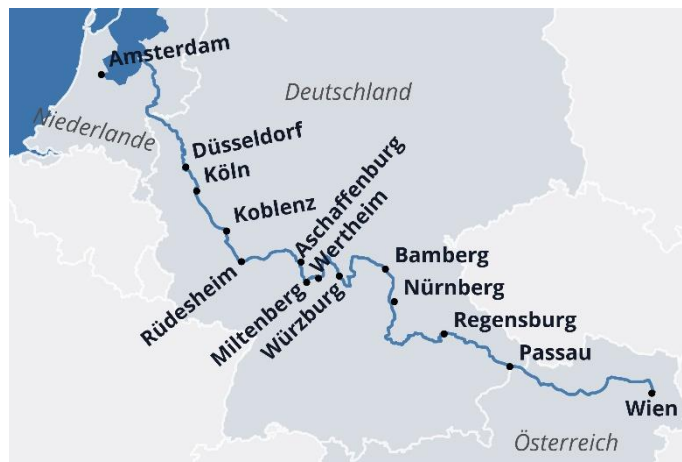 Amsterdam
Deutschland
Niederlande
Düsseldorf
Köln
Koblenz
Aschaffenburg
Wertheim
Rüdesheim
Miltenberg
Würzburg
Bamberg
Nürnberg
Regensburg
Passau
Wien
Österreich